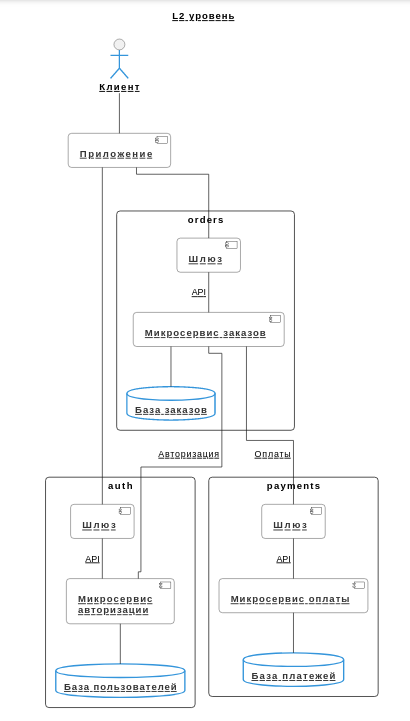 L2 уровень
Клиент
Приложение
orders
Шлюз
API
Микросервис заказов
База заказов
Авторизация
Оплаты
auth
payments
Шлюз
Шлюз
API
API
Микросервис
авторизации
Микросервис оплаты
База пользователей
База платежей